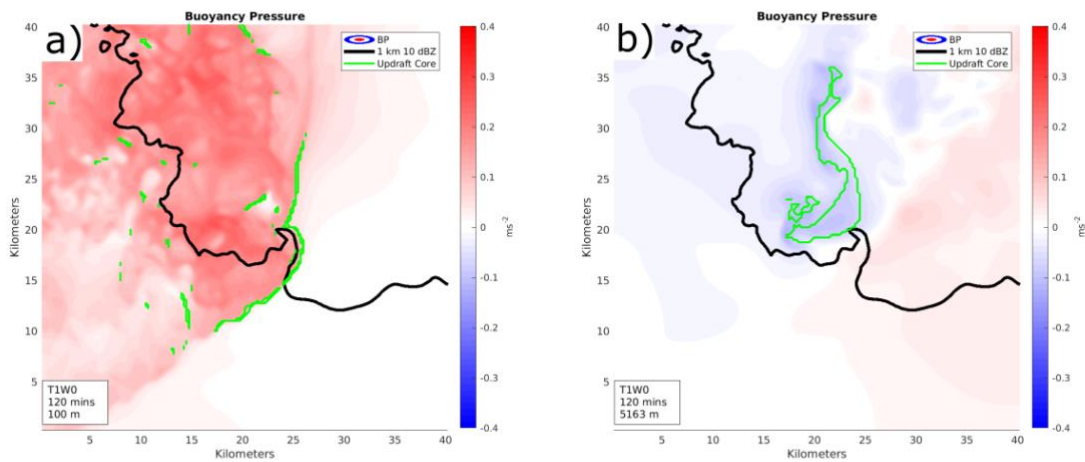 Buoyancy Pressure
a)
BP
1 km 10 dBZ
Updraft Core
40
35
30
25
20
15
10
5
Kilometers
T1W0
120 mins
100 m
5 10 15 20 25 30 35 40
Kilometers
0.4
0.3
0.2
0.1
0
-0.1
-0.2
-0.3
-0.4
ms-2
Buoyancy Pressure
b)
BP
1 km 10 dBZ
Updraft Core
40
35
30
25
20
15
10
5
Kilometers
T1W0
120 mins
5163 m
5 10 15 20 25 30 35 40
Kilometers
0.4
0.3
0.2
0.1
0
-0.1
-0.2
-0.3
-0.4
ms-2